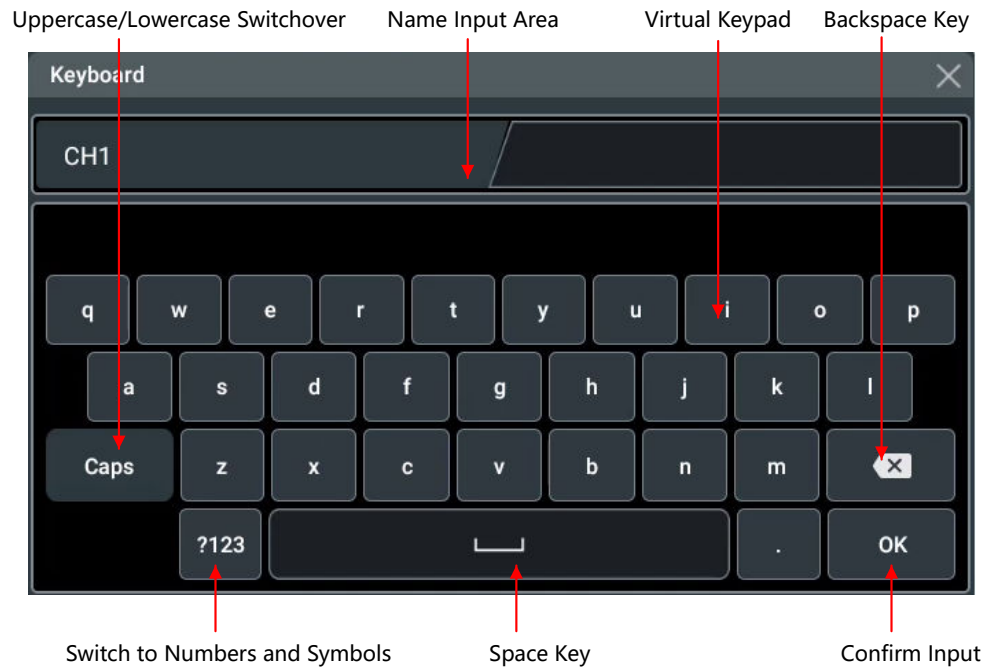 Uppercase/Lowercase Switchover Name Input Area Virtual Keypad Backspace Key
Keyboard
CH1
q w e r t y u i o p
a s d f g h j k l
Caps z x c v b n m
?123 . OK
Switch to Numbers and Symbols Space Key Confirm Input